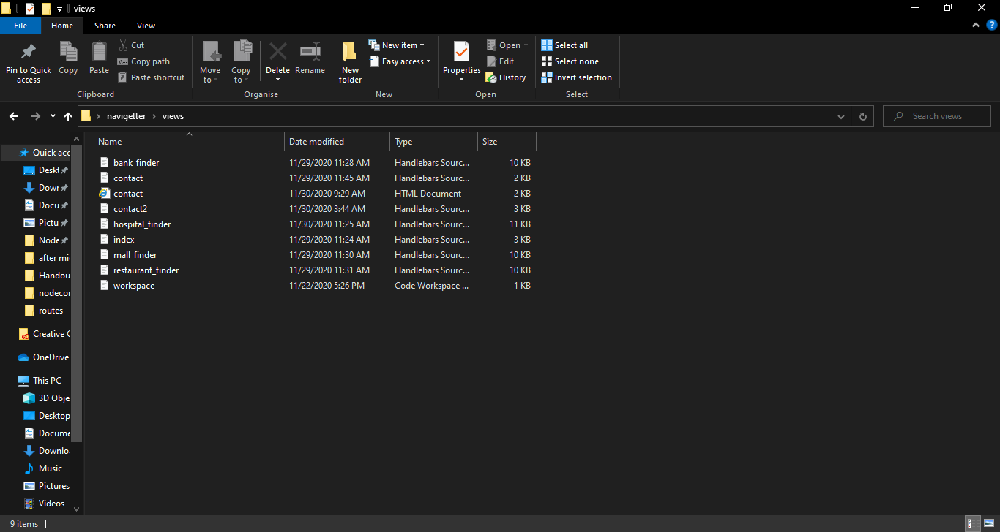 views
File Home Share View
Pin to Quick access
Copy
Paste
Cut
Copy path
Paste shortcut
Clipboard
Move to
Copy to
Delete
Rename
Organise
New folder
New item
Easy access
New
Properties
Open
Edit
History
Open
Select all
Select none
Invert selection
Select
navigetter > views
Search views
Name Date modified Type Size
bank_finder 11/29/2020 11:28 AM Handlebars Sourc... 10 KB
contact 11/29/2020 11:45 AM Handlebars Sourc... 2 KB
contact 11/30/2020 9:29 AM HTML Document 2 KB
contact2 11/30/2020 3:44 AM Handlebars Sourc... 3 KB
hospital_finder 11/30/2020 11:25 AM Handlebars Sourc... 11 KB
index 11/29/2020 11:24 AM Handlebars Sourc... 3 KB
mall_finder 11/29/2020 11:30 AM Handlebars Sourc... 10 KB
restaurant_finder 11/29/2020 11:31 AM Handlebars Sourc... 10 KB
workspace 11/22/2020 5:26 PM Code Workspace ... 1 KB
Quick acc
Deskt
Down
Docu
Pictu
Node
after mi
Handou
nodecor
routes
Creative C
OneDrive
This PC
3D Obje
Desktop
Docume
Downloa
Music
Pictures
Videos
9 items